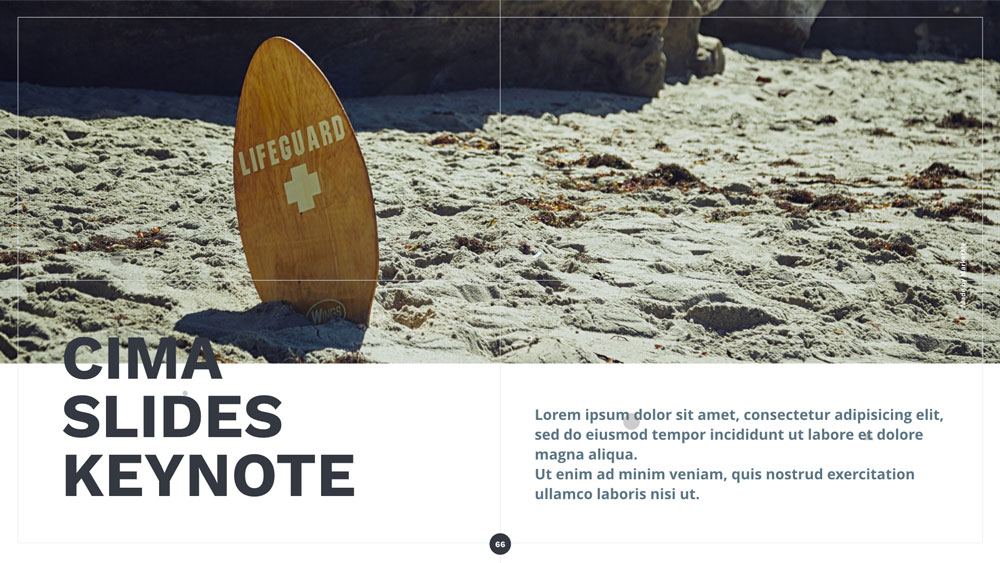 LIFEGUARD
WINGS
CIMA
SLIDES
KEYNOTE
Lorem ipsum dolor sit amet, consectetur adipisicing elit,
sed do eiusmod tempor incididunt ut labore et dolore
magna aliqua.
Ut enim ad minim veniam, quis nostrud exercitation
ullamco laboris nisi ut.
66